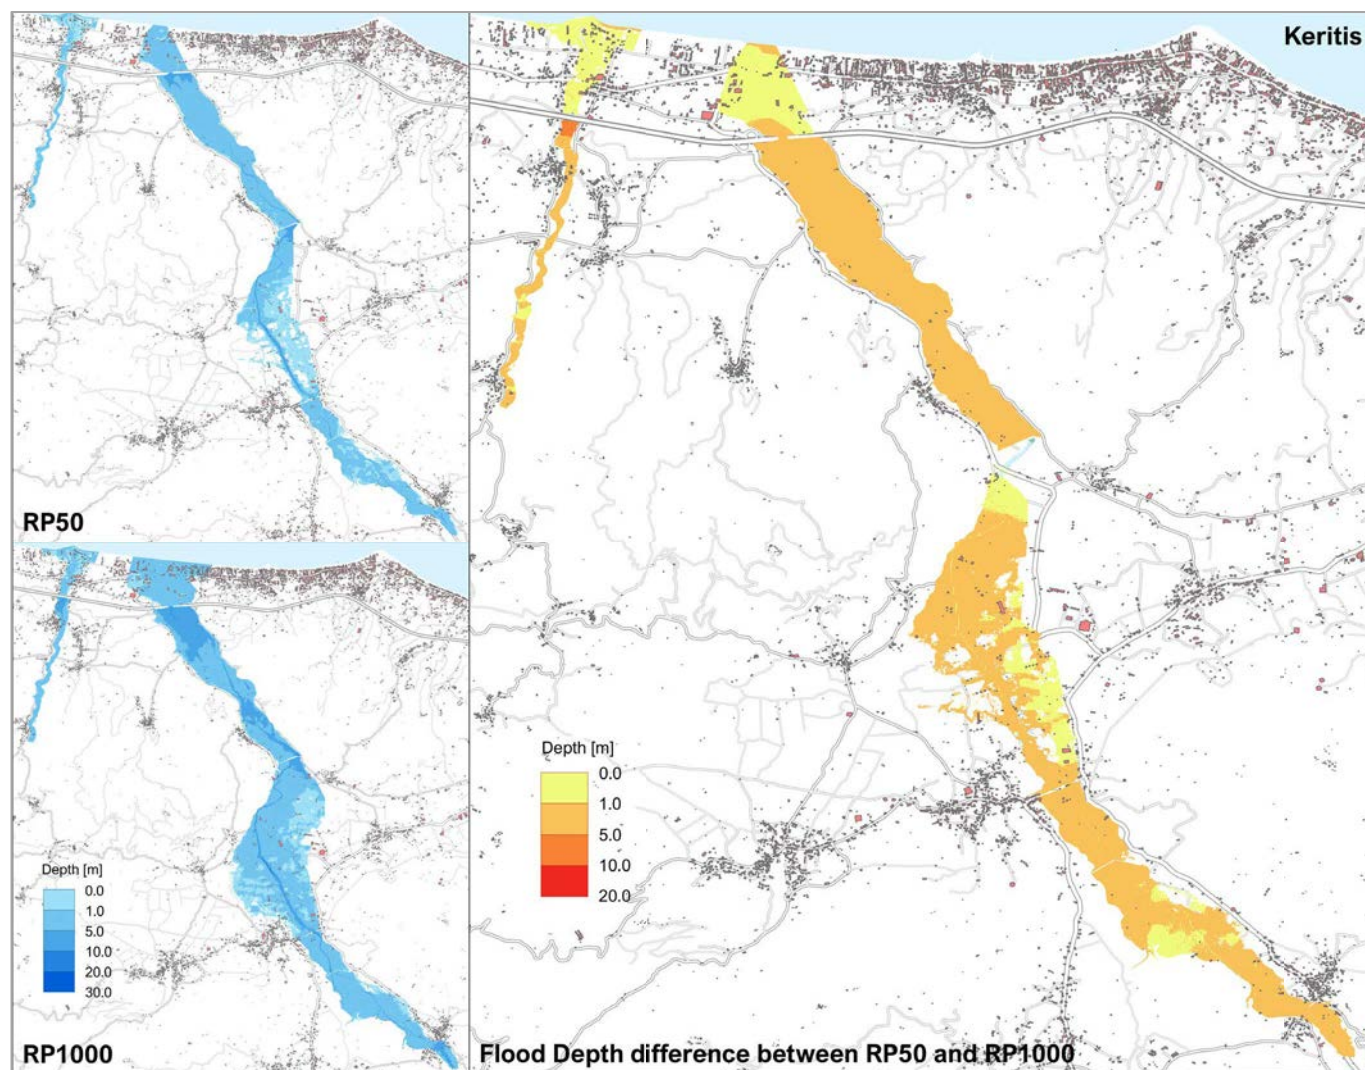 Keritis
RP50
Depth [m]
0.0
1.0
5.0
10.0
20.0
30.0
RP1000
Depth [m]
0.0
1.0
5.0
10.0
20.0
Flood Depth difference between RP50 and RP1000